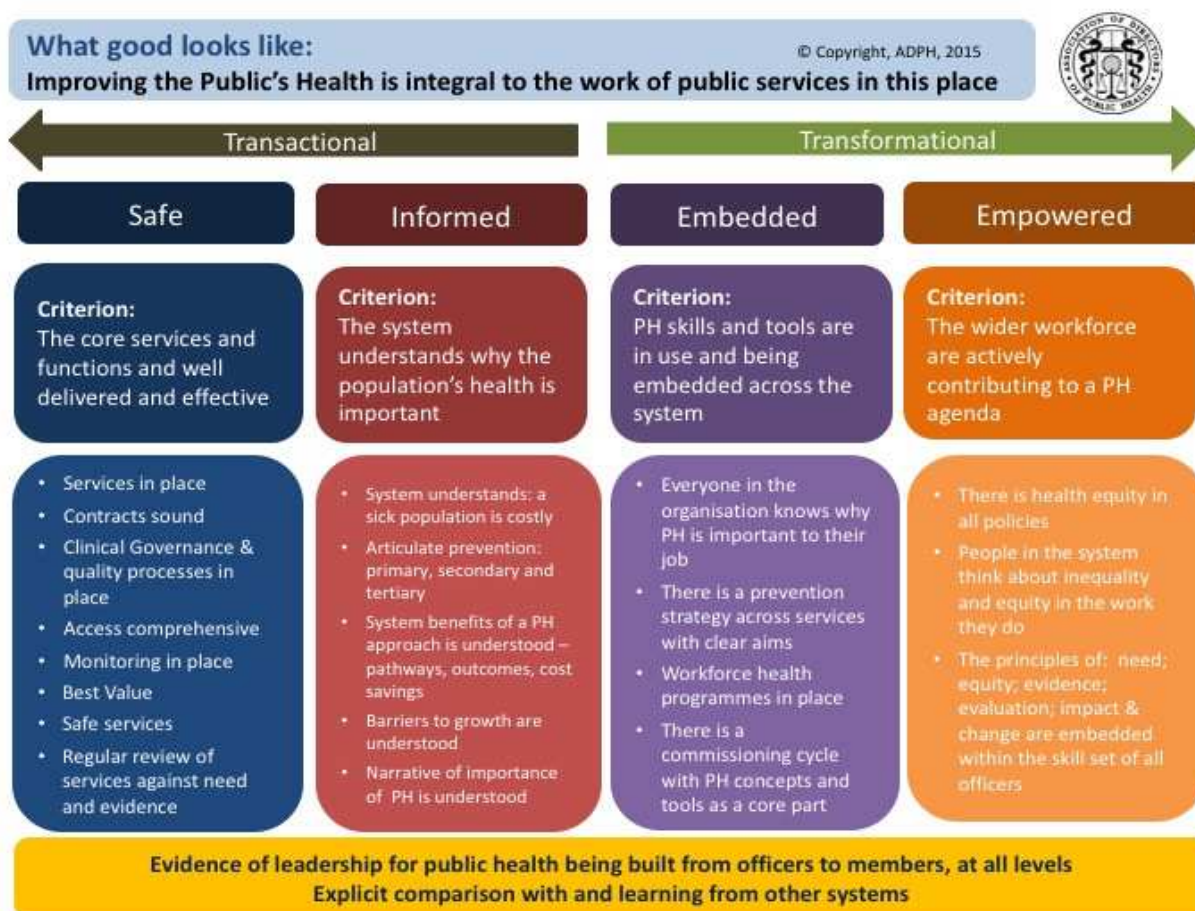 What good looks like:
© Copyright, ADPH, 2015
Improving the Public's Health is integral to the work of public services in this place
ASSOCIATION OF DIRECTORS OF PUBLIC HEALTH
Transactional
Transformational
Safe
Informed
Embedded
Empowered
Criterion:
The core services and
functions and well
delivered and effective
Criterion:
The system
understands why the
population's health is
important
Criterion:
PH skills and tools are
in use and being
embedded across the
system
Criterion:
The wider workforce
are actively
contributing to a PH
agenda
• Services in place
• Contracts sound
• Clinical Governance &
quality processes in
place
• Access comprehensive
• Monitoring in place
• Best Value
• Safe services
• Regular review of
services against need
and evidence
• System understands: a
sick population is costly
• Articulate prevention:
primary, secondary and
tertiary
• System benefits of a PH
approach is understood –
pathways, outcomes, cost
savings
• Barriers to growth are
understood
• Narrative of importance
of PH is understood
• Everyone in the
organisation knows why
PH is important to their
job
• There is a prevention
strategy across services
with clear aims
• Workforce health
programmes in place
• There is a
commissioning cycle
with PH concepts and
tools as a core part
• There is health equity in
all policies
• People in the system
think about inequality
and equity in the work
they do
• The principles of: need;
equity; evidence;
evaluation; impact &
change are embedded
within the skill set of all
officers
Evidence of leadership for public health being built from officers to members, at all levels
Explicit comparison with and learning from other systems